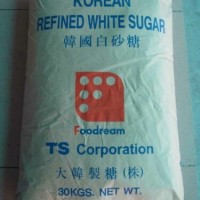 KOREAN
REFINED WHITE SUGAR
韓國白砂糖
Foodream
TS Corporation
大韓製糖(株)
30KGS. NET WT.